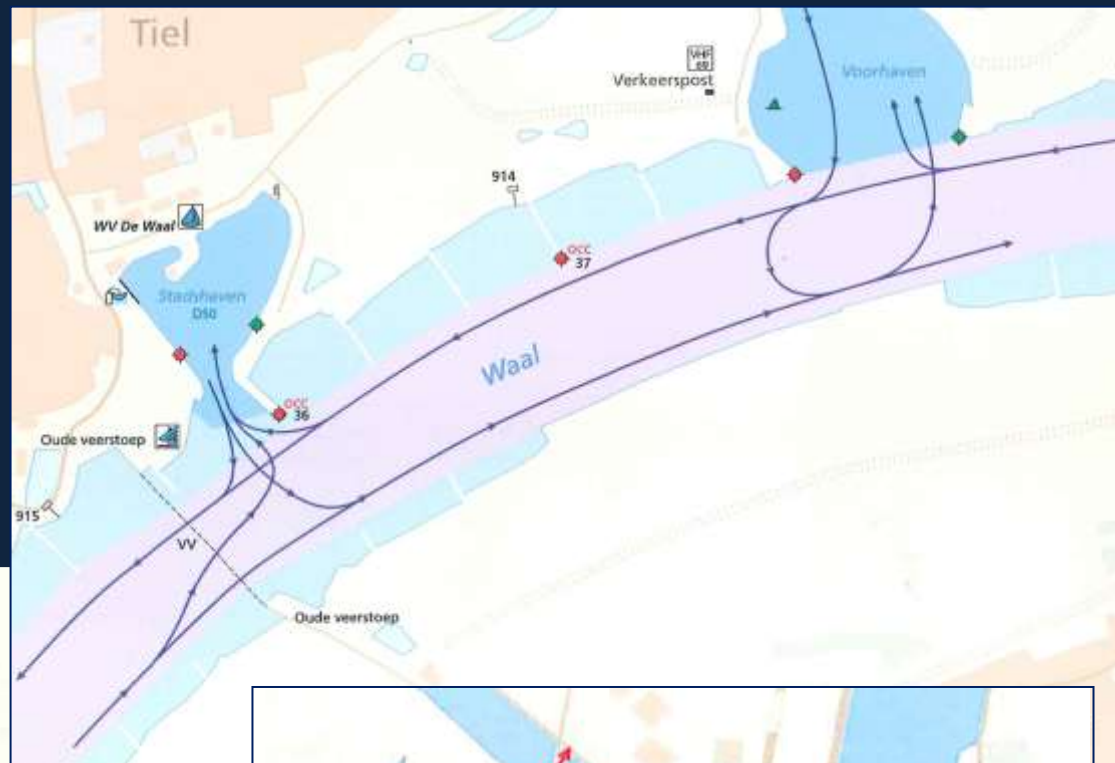 Tiel
VHF
69
Verkeerspost
Voorhaven
914
WV De Waal
OCC
37
Stadshaven
D50
Waal
OCC
36
Oude veerstoep
915
VV
Oude veerstoep